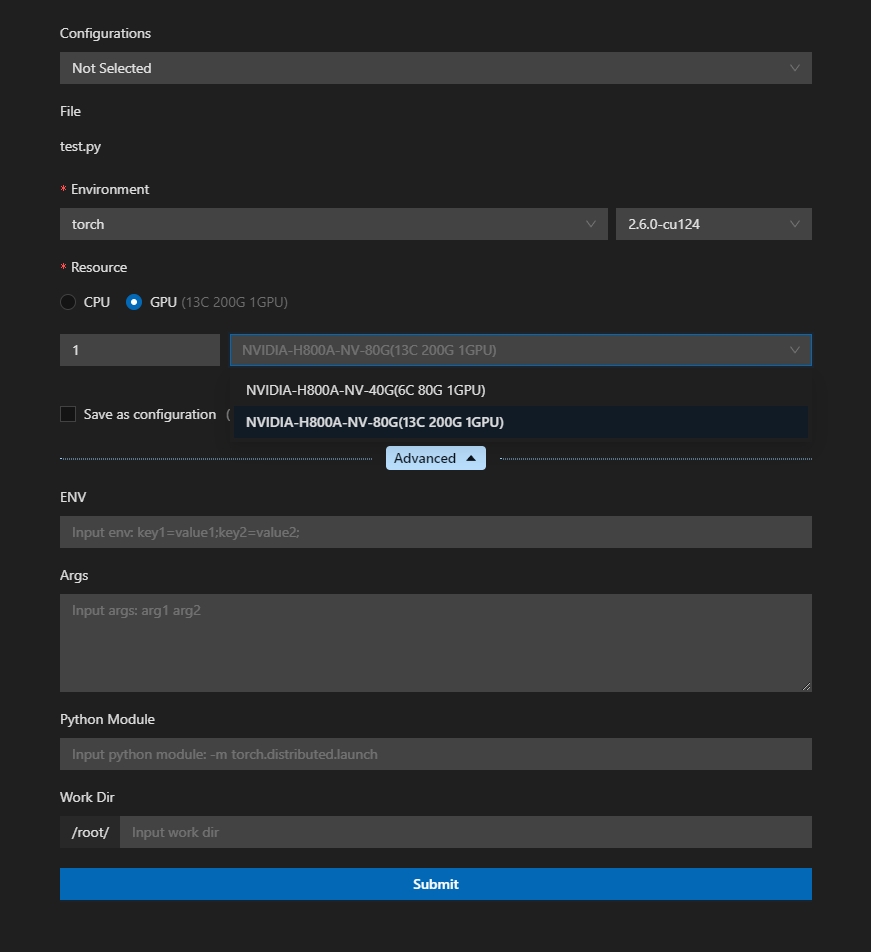 Configurations
Not Selected
File
test.py
* Environment
torch
2.6.0-cu124
* Resource
CPU
GPU (13C 200G 1GPU)
1
NVIDIA-H800A-NV-80G(13C 200G 1GPU)
NVIDIA-H800A-NV-40G(6C 80G 1GPU)
NVIDIA-H800A-NV-80G(13C 200G 1GPU)
Save as configuration (
Advanced
ENV
Input env: key1=value1;key2=value2;
Args
Input args: arg1 arg2
Python Module
Input python module: -m torch.distributed.launch
Work Dir
/root/
Input work dir
Submit